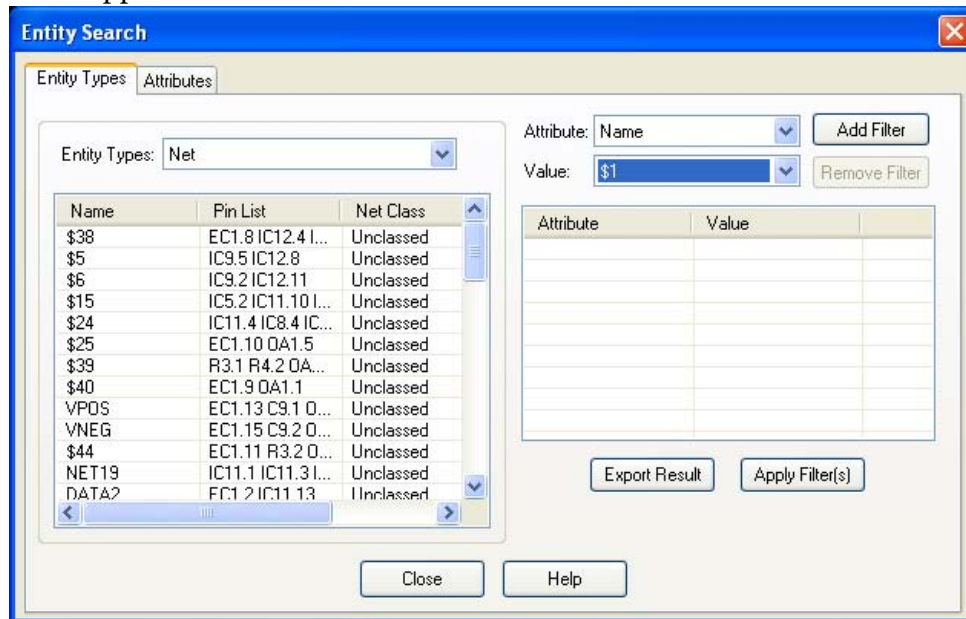 Entity Search
Entity Types Attributes
Entity Types: Net
Name Pin List Net Class
$38 EC1.8 IC12.4 I... Unclassed
$5 IC9.5 IC12.8 Unclassed
$6 IC9.2 IC12.11 Unclassed
$15 IC5.2 IC11.10 I... Unclassed
$24 IC11.4 IC8.4 IC... Unclassed
$25 EC1.10 OA1.5 Unclassed
$39 R3.1 R4.2 OA... Unclassed
$40 EC1.9 OA1.1 Unclassed
VPOS EC1.13 C9.1 O... Unclassed
VNEG EC1.15 C9.2 O... Unclassed
$44 EC1.11 R3.2 O... Unclassed
NET19 IC11.1 IC11.3 I... Unclassed
DATA2 EC1.2 IC11.13 Unclassed
Attribute: Name Add Filter
Value: $1 Remove Filter
Attribute Value
Export Result Apply Filter(s)
Close Help